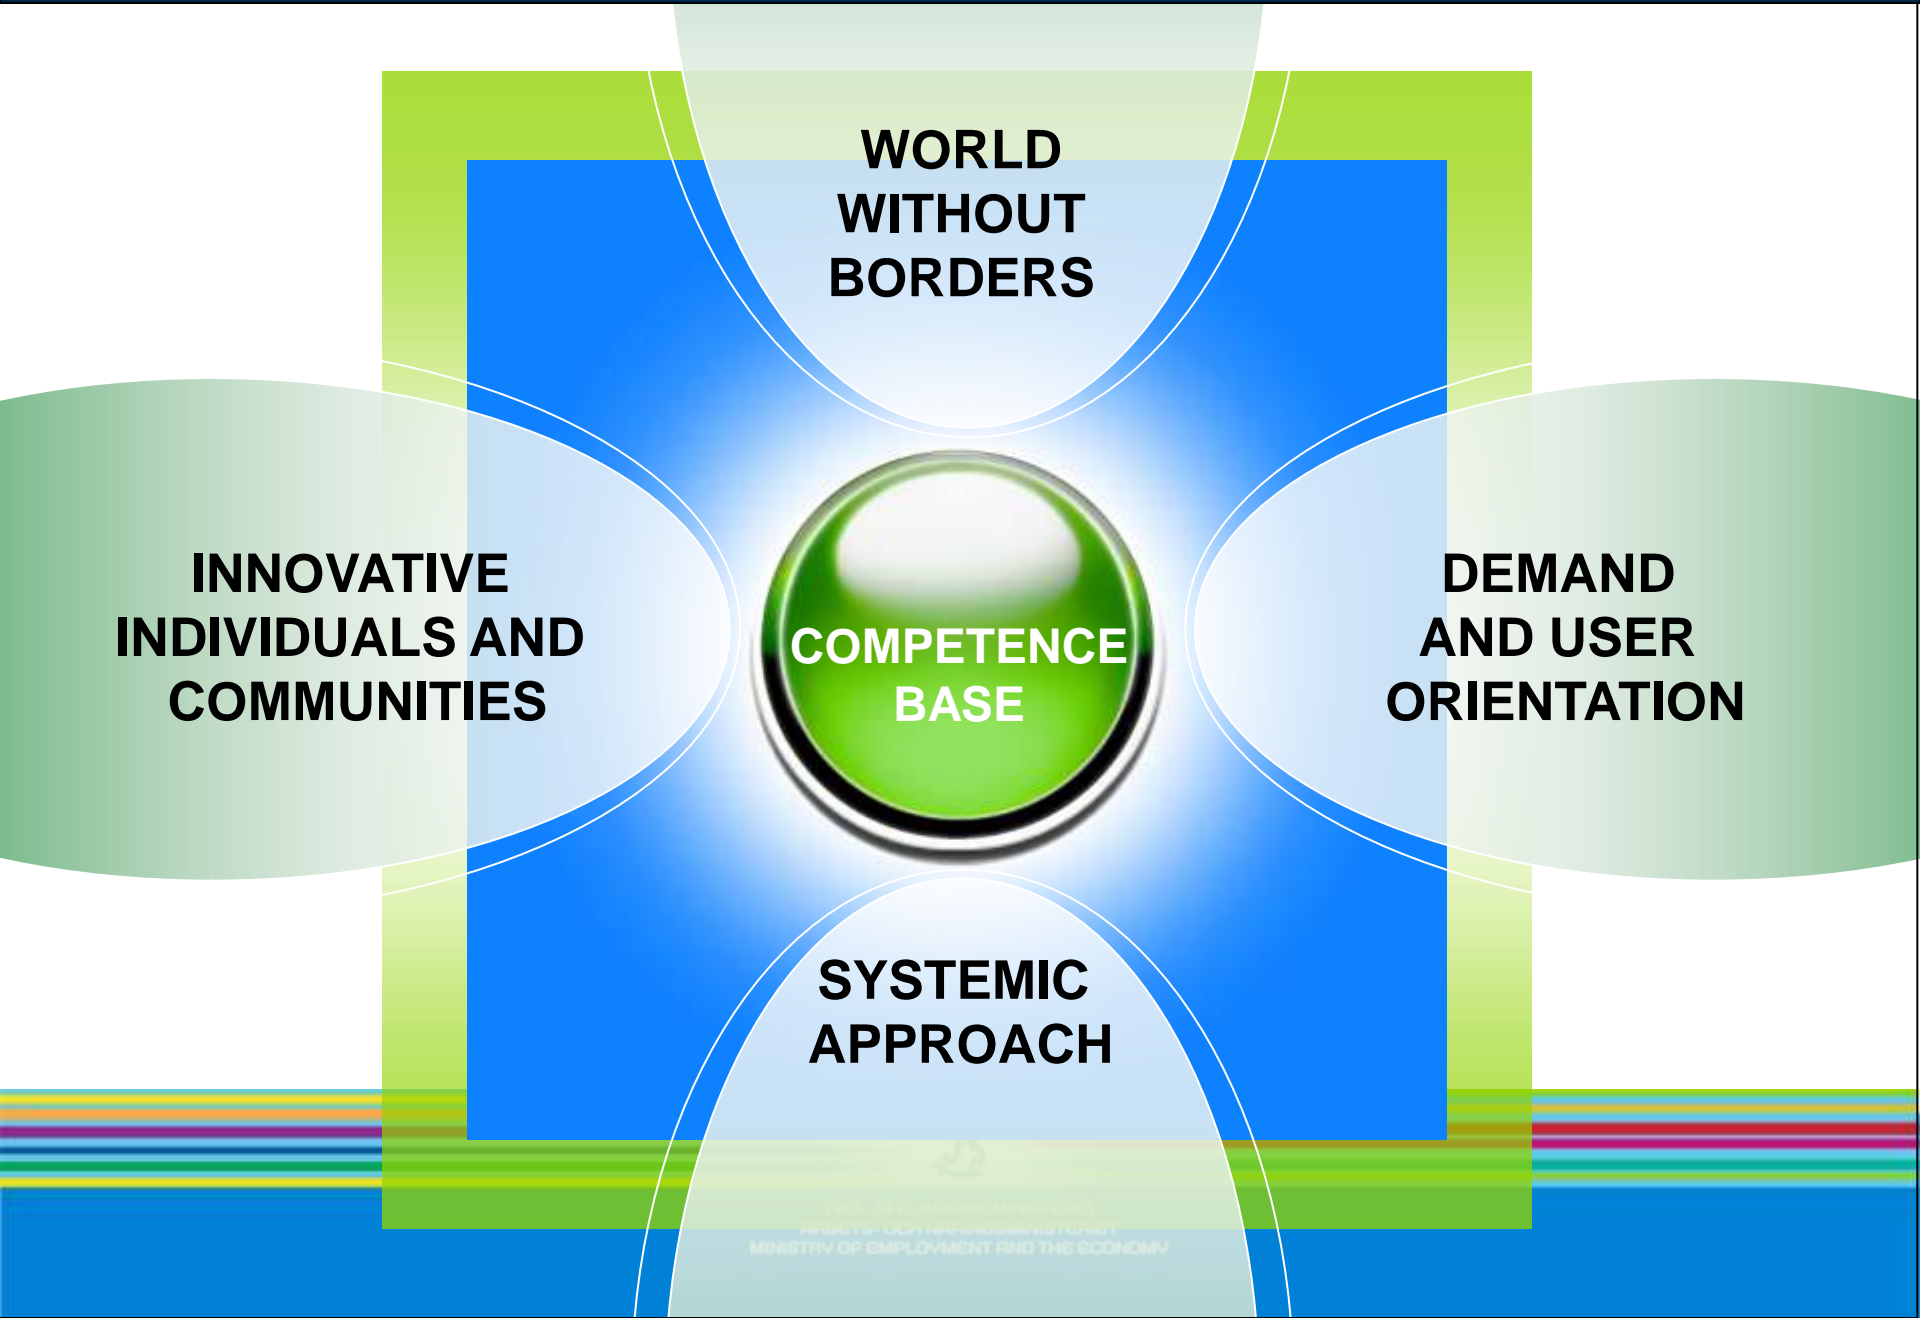 WORLD
WITHOUT
BORDERS
INNOVATIVE
INDIVIDUALS AND
COMMUNITIES
COMPETENCE
BASE
DEMAND
AND USER
ORIENTATION
SYSTEMIC
APPROACH
MINISTRY OF EMPLOYMENT AND THE ECONOMY